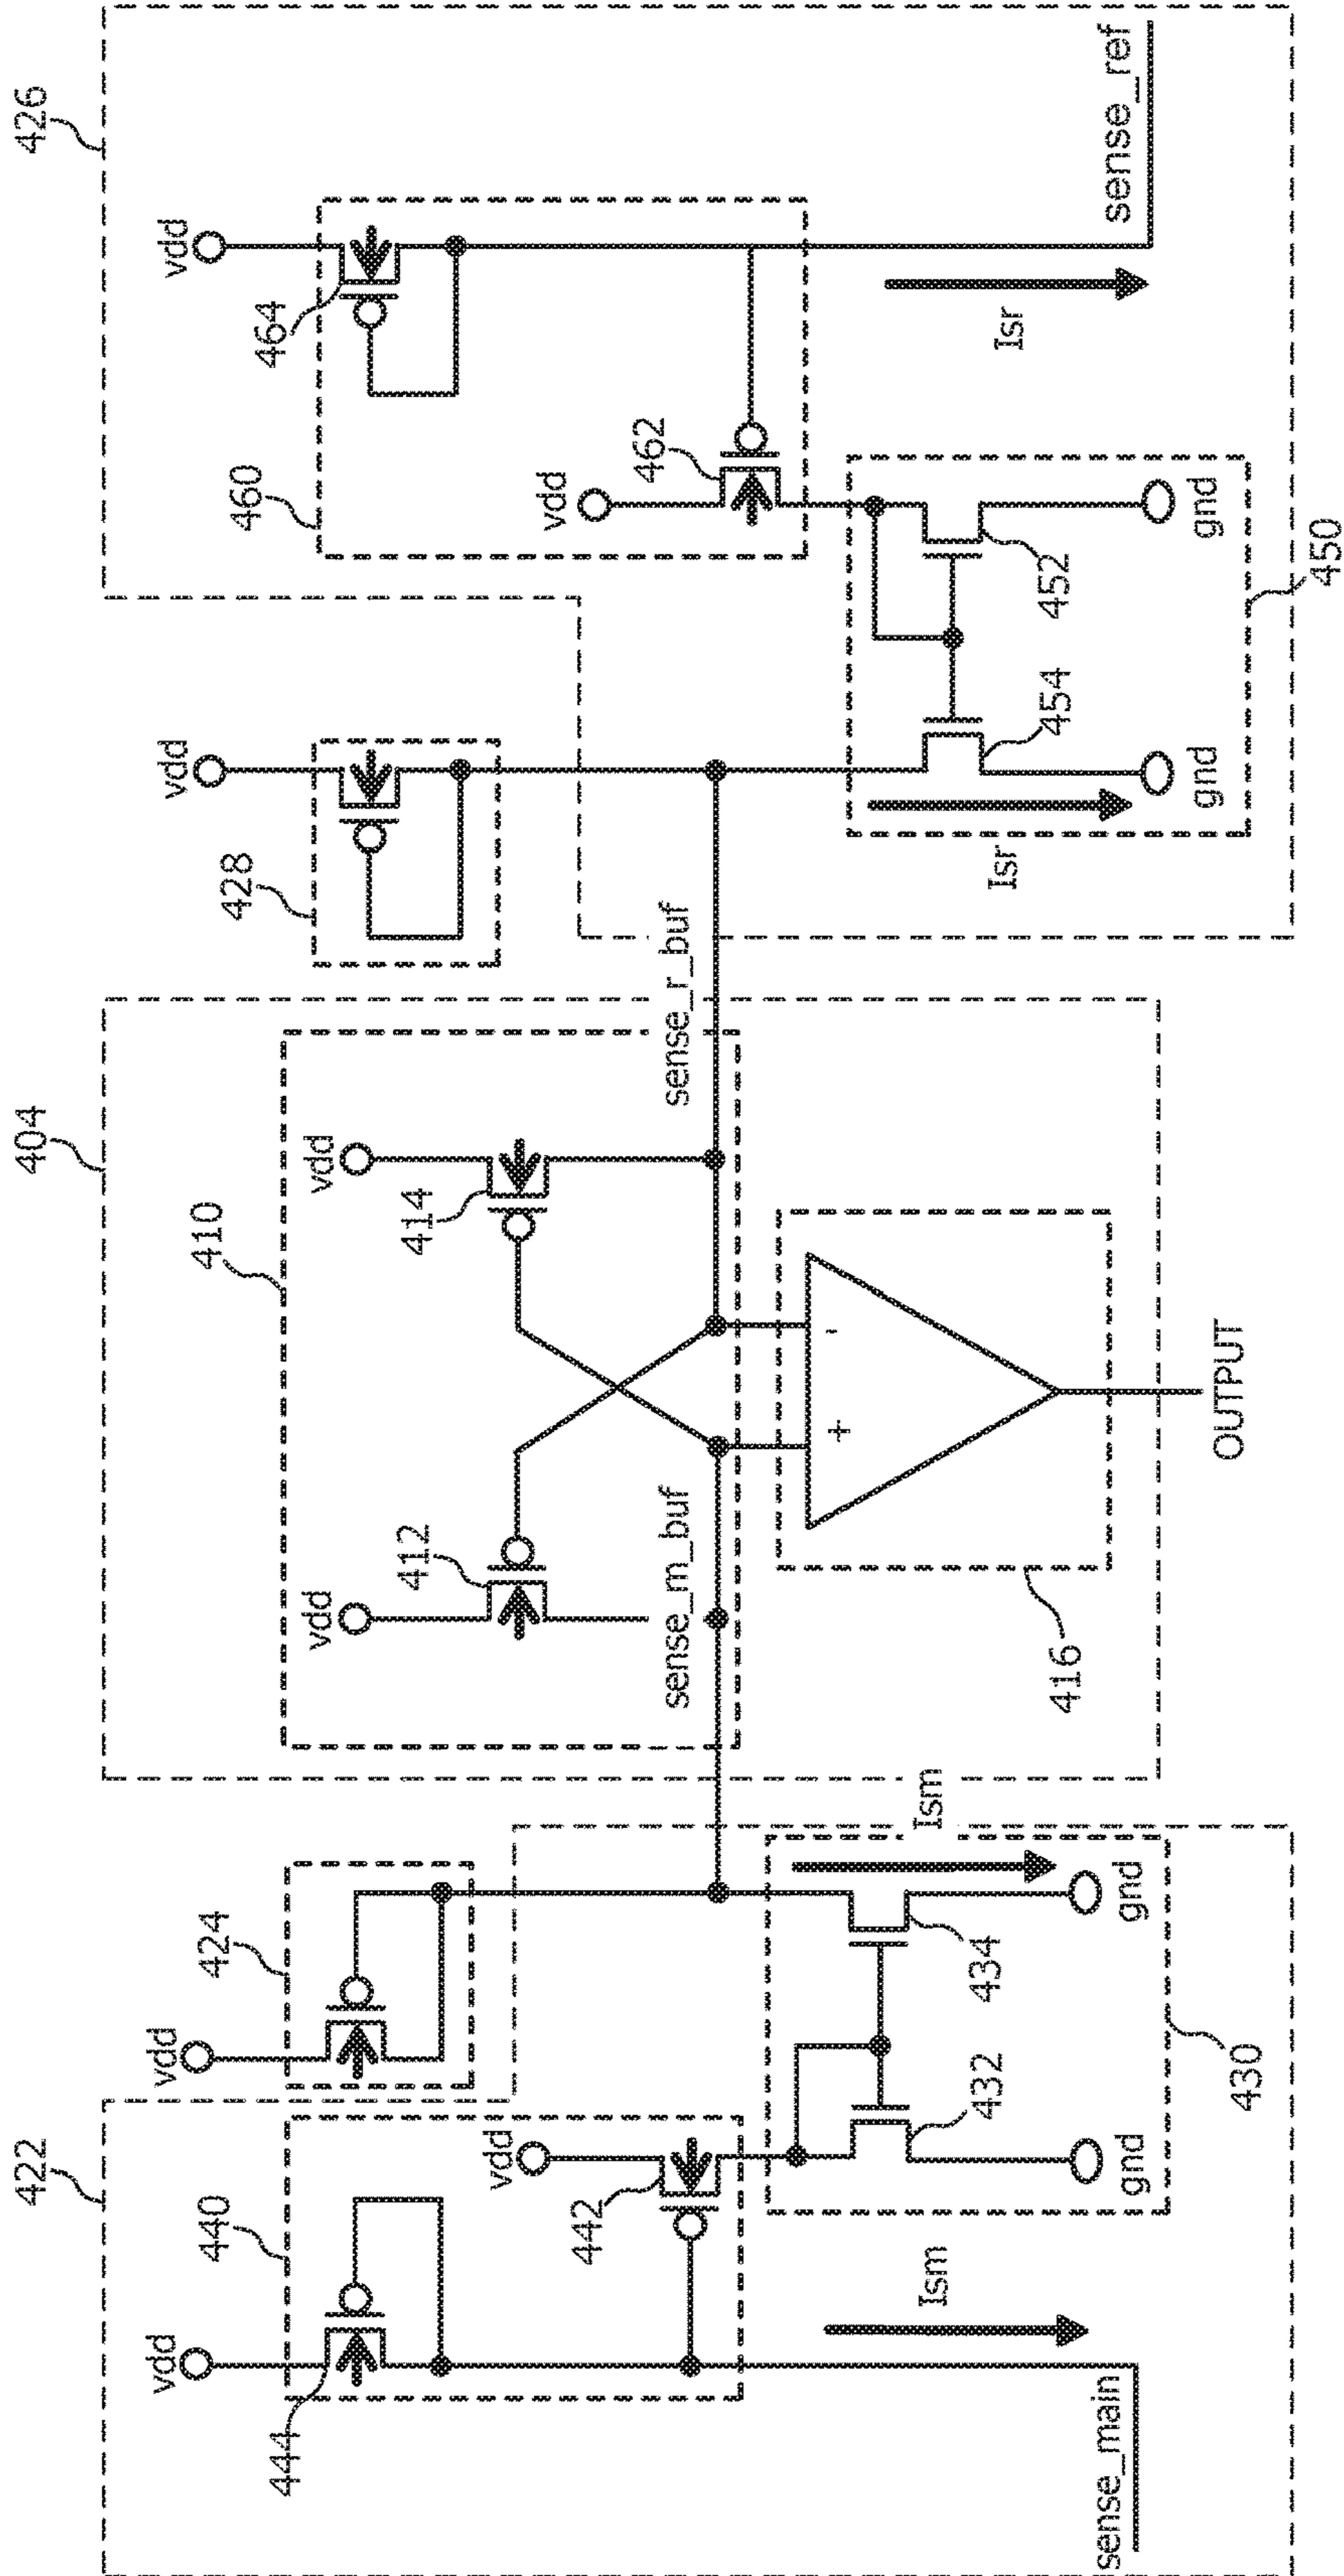 422
444
vdd
440
442
vdd
Ism
sense_main
432
gnd
430
424
vdd
434
gnd
Ism
404
410
vdd
412
sense_m_buf
vdd
414
sense_r_buf
+
-
416
OUTPUT
428
vdd
Isr
454
gnd
450
426
460
vdd
462
452
gnd
464
vdd
Isr
sense_ref